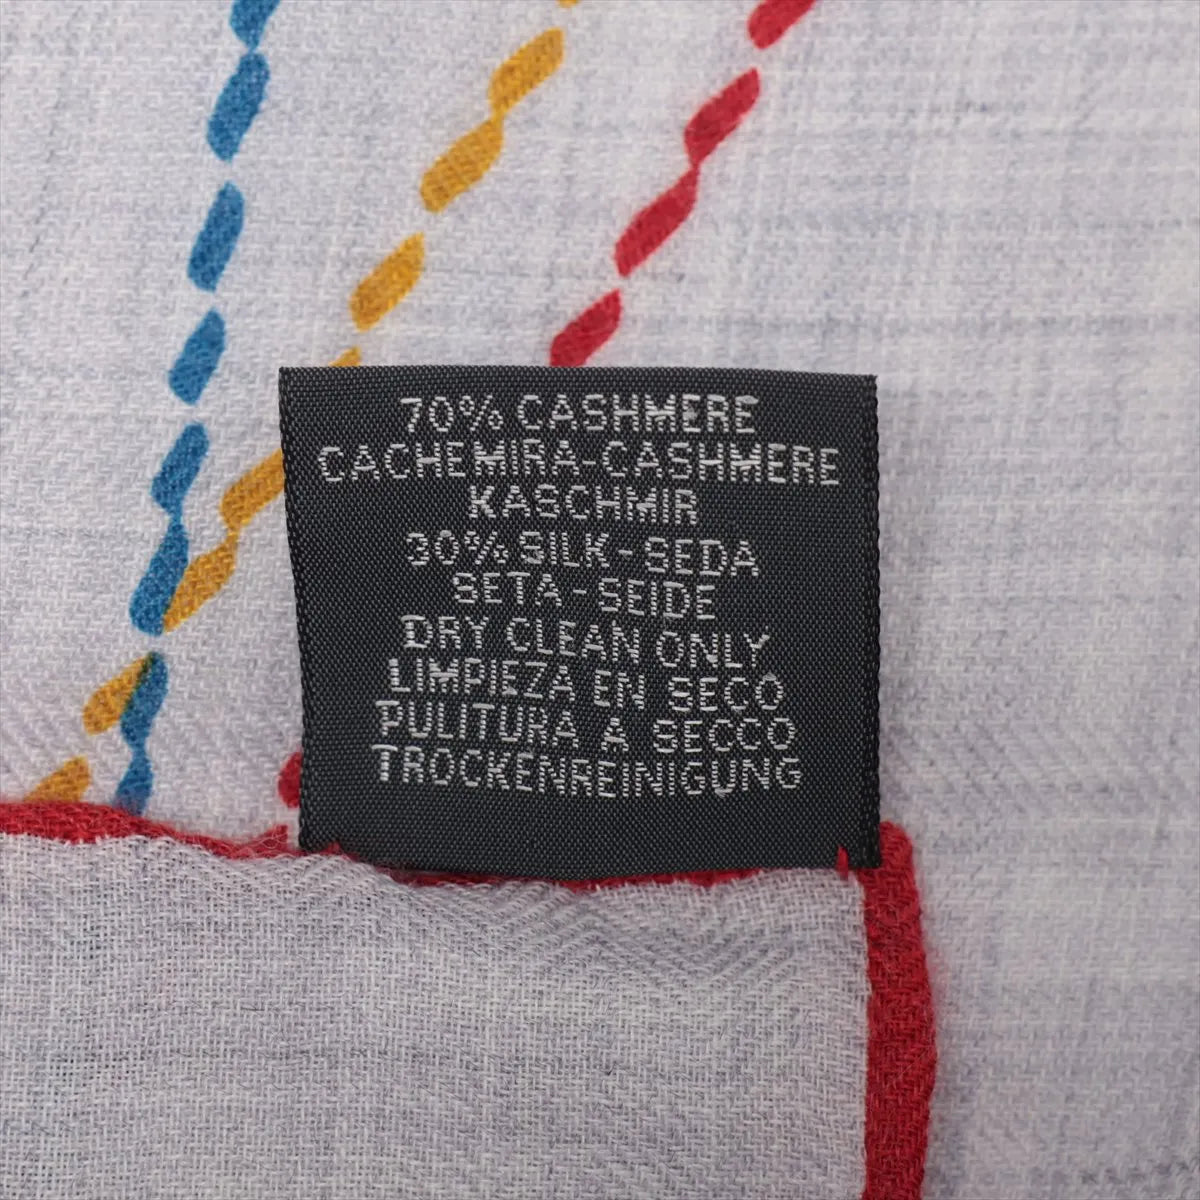 70% CASHMERE
CACHEMIRA-CASHMERE
KASCHMIR
30% SILK - SEDA
SETA - SEIDE
DRY CLEAN ONLY
LIMPIEZA EN SECO
PULITURA A SECCO
TROCKENREINIGUNG